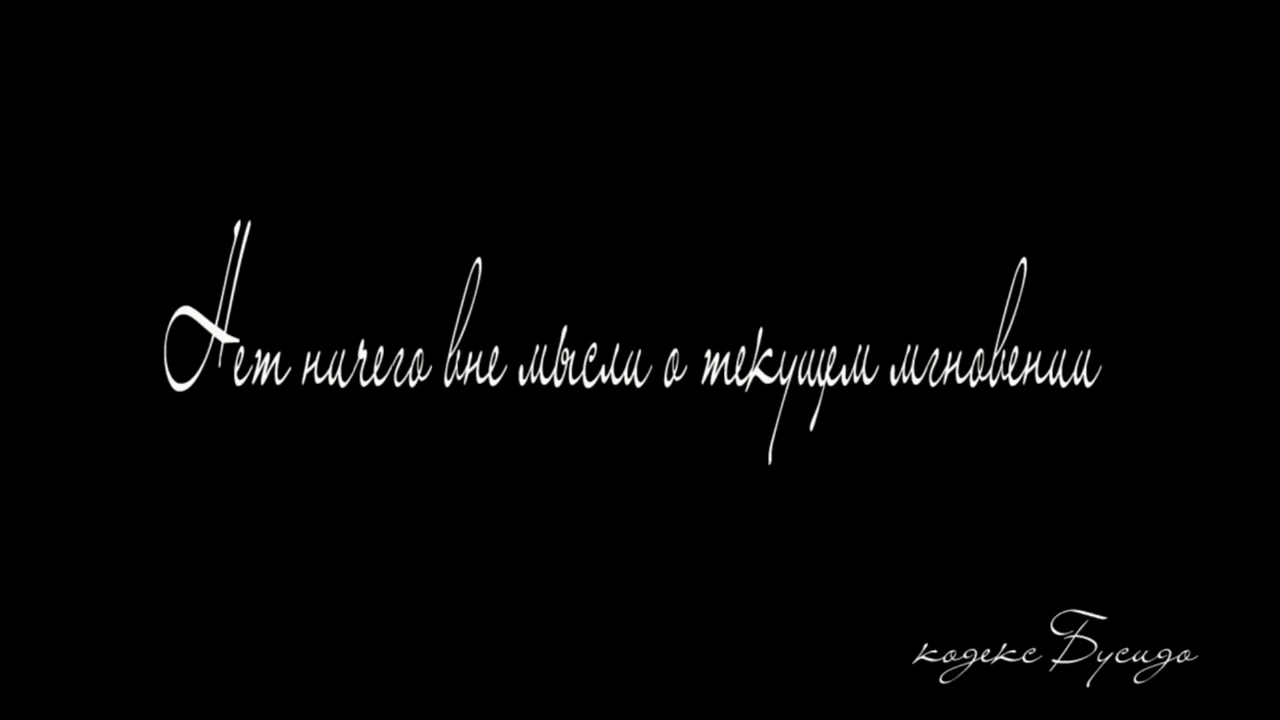 Нет ничего вне мысли о текущем мгновении
кодекс Бусидо